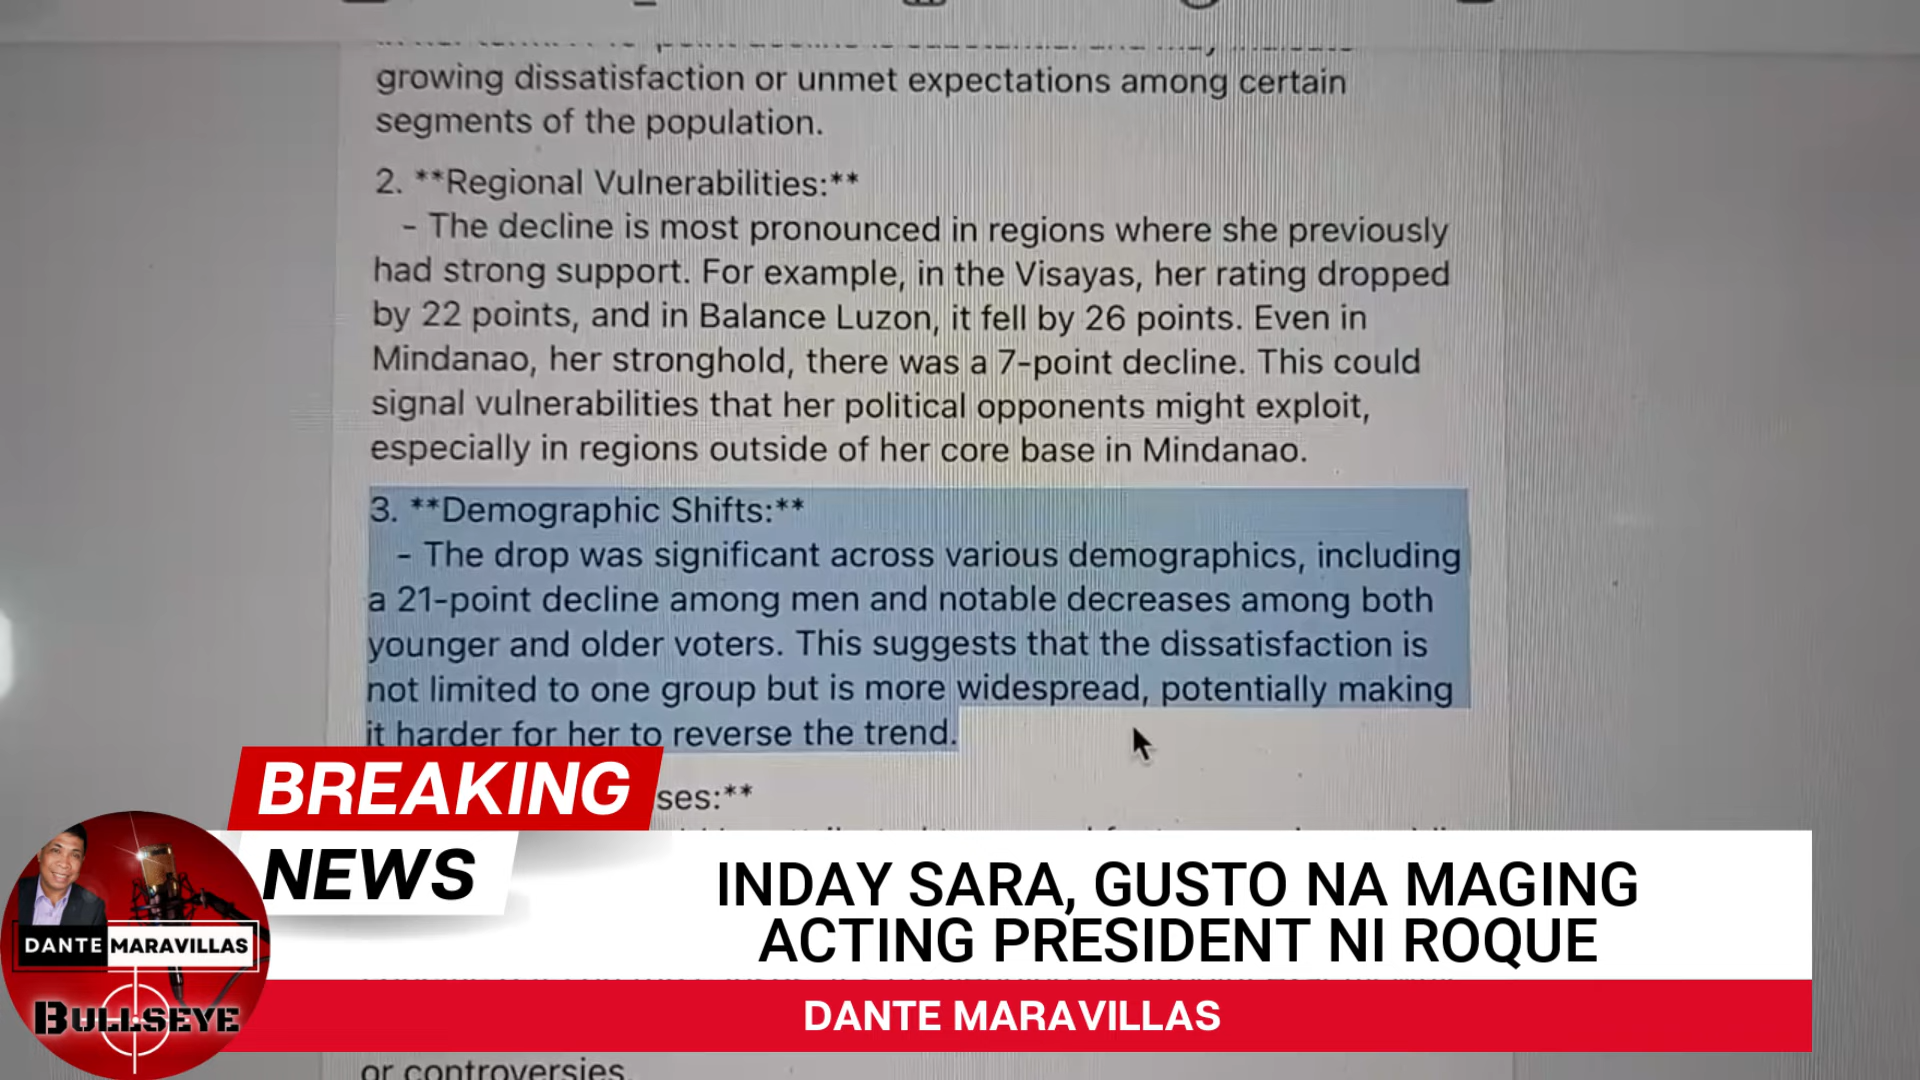 growing dissatisfaction or unmet expectations among certain
segments of the population.
2. **Regional Vulnerabilities:**
- The decline is most pronounced in regions where she previously
had strong support. For example, in the Visayas, her rating dropped
by 22 points, and in Balance Luzon, it fell by 26 points. Even in
Mindanao, her stronghold, there was a 7-point decline. This could
signal vulnerabilities that her political opponents might exploit,
especially in regions outside of her core base in Mindanao.
3. **Demographic Shifts:**
- The drop was significant across various demographics, including
a 21-point decline among men and notable decreases among both
younger and older voters. This suggests that the dissatisfaction is
not limited to one group but is more widespread, potentially making
it harder for her to reverse the trend.
ses:**
BREAKING
NEWS
INDAY SARA, GUSTO NA MAGING
ACTING PRESIDENT NI ROQUE
DANTE MARAVILLAS
DANTE MARAVILLAS
BULLSEYE
or controversies.